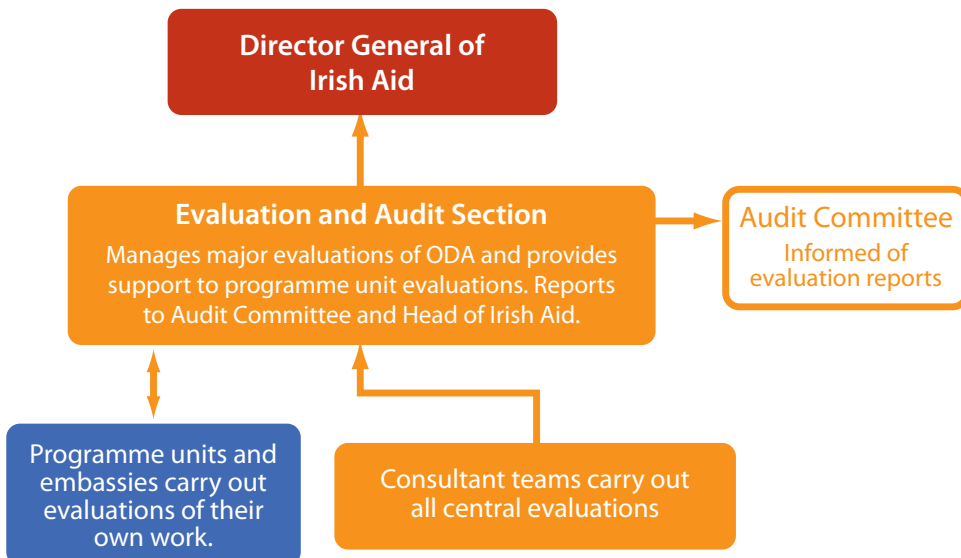 Director General of
Irish Aid
Evaluation and Audit Section
Manages major evaluations of ODA and provides
support to programme unit evaluations. Reports
to Audit Committee and Head of Irish Aid.
Audit Committee
Informed of
evaluation reports
Programme units and
embassies carry out
evaluations of their
own work.
Consultant teams carry out
all central evaluations